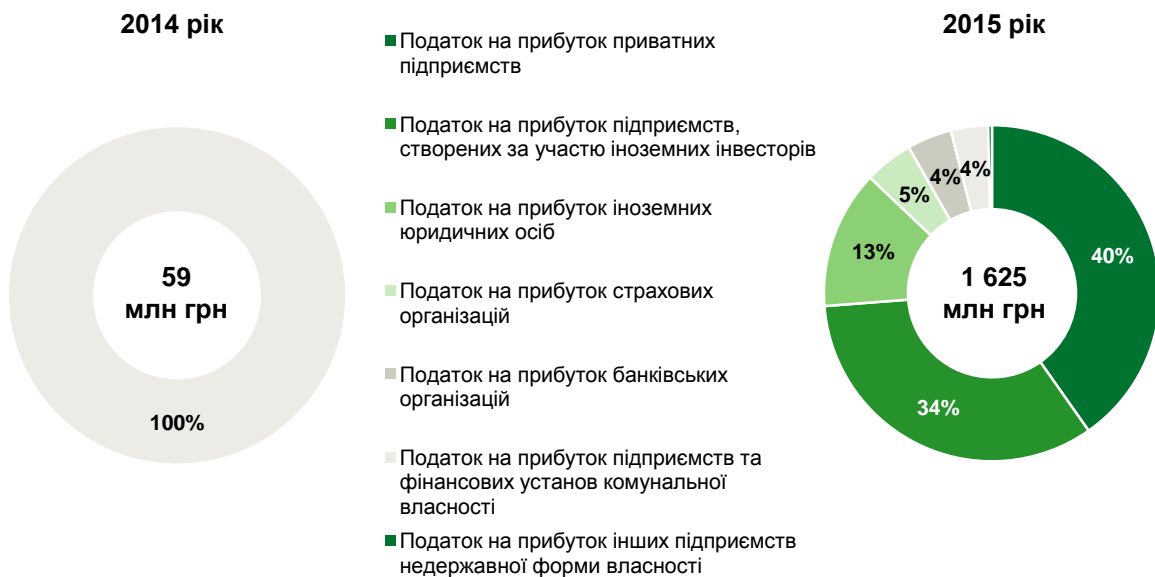 2014 рік
59
млн грн
100%
Податок на прибуток приватних
підприємств
Податок на прибуток підприємств,
створених за участю іноземних інвесторів
Податок на прибуток іноземних
юридичних осіб
Податок на прибуток страхових
організацій
Податок на прибуток банківських
організацій
Податок на прибуток підприємств та
фінансових установ комунальної
власності
Податок на прибуток інших підприємств
недержавної форми власності
2015 рік
4%
4%
5%
13%
40%
1 625
млн грн
34%